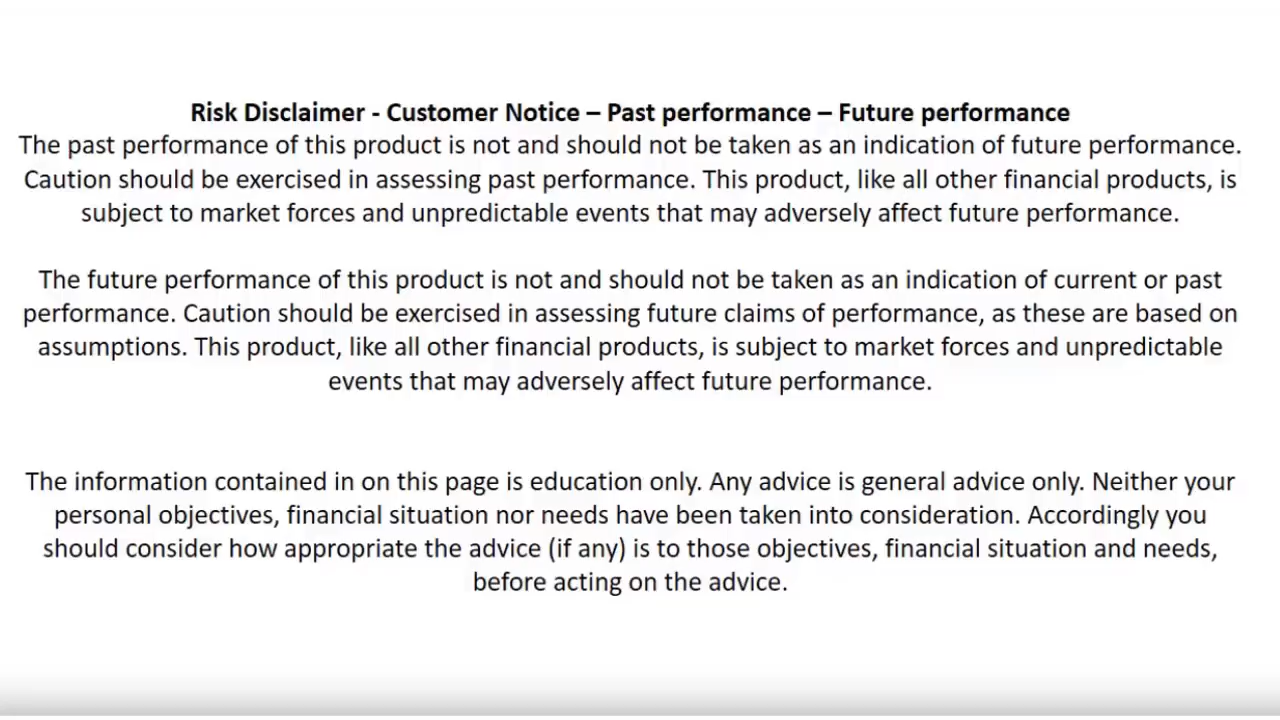 Risk Disclaimer - Customer Notice – Past performance – Future performance
The past performance of this product is not and should not be taken as an indication of future performance.
Caution should be exercised in assessing past performance. This product, like all other financial products, is
subject to market forces and unpredictable events that may adversely affect future performance.
The future performance of this product is not and should not be taken as an indication of current or past
performance. Caution should be exercised in assessing future claims of performance, as these are based on
assumptions. This product, like all other financial products, is subject to market forces and unpredictable
events that may adversely affect future performance.
The information contained in on this page is education only. Any advice is general advice only. Neither your
personal objectives, financial situation nor needs have been taken into consideration. Accordingly you
should consider how appropriate the advice (if any) is to those objectives, financial situation and needs,
before acting on the advice.